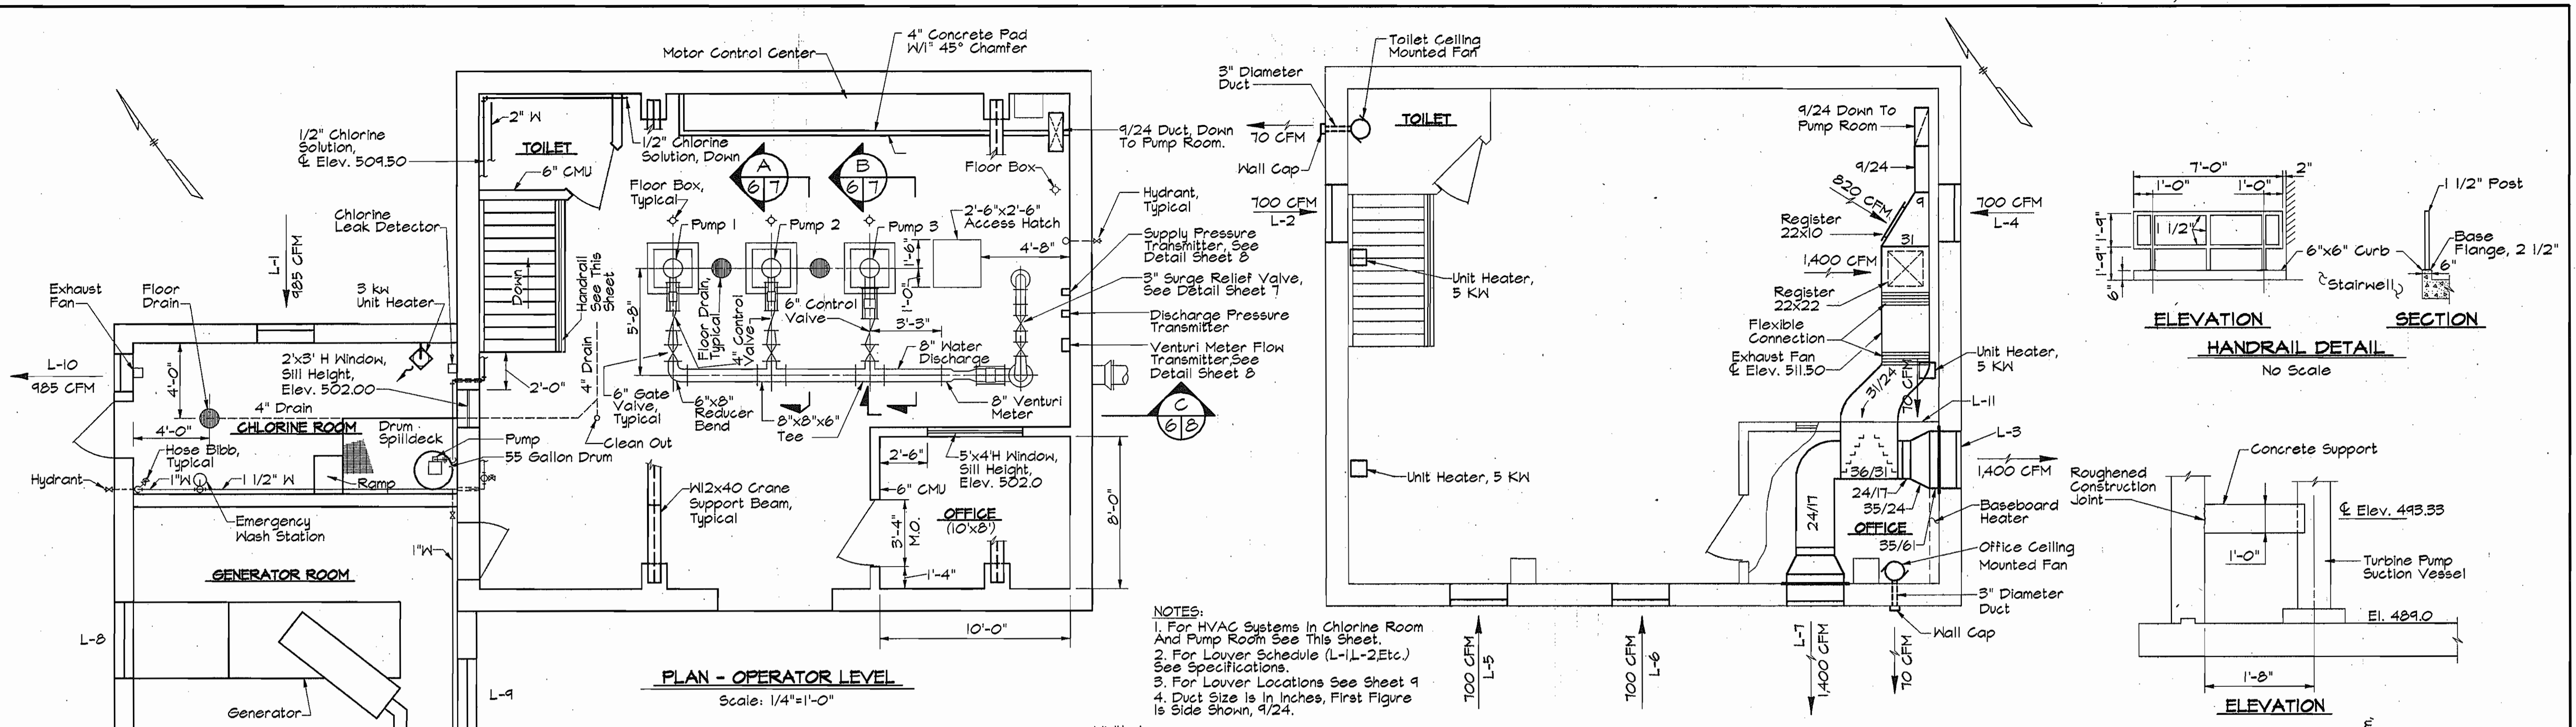 Motor Control Center
4" Concrete Pad
W/1" 45° Chamfer
1/2" Chlorine
Solution,
℄ Elev. 509.50
2" W
TOILET
1/2" Chlorine
Solution, Down
6" CMU
A
6 7
B
6 7
9/24 Duct, Down
To Pump Room.
Floor Box
Floor Box,
Typical
Pump 1
Pump 2
Pump 3
2'-6"x2'-6"
Access Hatch
4'-8"
1'-6"
1'-0"
Hydrant,
Typical
Supply Pressure
Transmitter, See
Detail Sheet 8
3" Surge Relief Valve,
See Detail Sheet 7
Discharge Pressure
Transmitter
Venturi Meter Flow
Transmitter, See
Detail Sheet 8
Chlorine
Leak Detector
L-1
985 CFM
Exhaust
Fan
Floor
Drain
3 kw
Unit Heater
Down
Handrail
See This
Sheet
5'-8"
Floor Drain,
Typical
4" Control
Valve
6" Control
Valve
3'-3"
8" Water
Discharge
L-10
985 CFM
4'-0"
2'x3' H Window,
Sill Height,
Elev. 502.00
2'-0"
4" Drain
4" Drain
6" Gate
Valve,
Typical
6"x8"
Reducer
Bend
8"x8"x6"
Tee
8" Venturi
Meter
C
6 8
CHLORINE ROOM
4'-0"
Drum
Spilldeck
Clean Out
Pump
55 Gallon Drum
Hose Bibb,
Typical
Hydrant
1"W
1 1/2" W
Ramp
Emergency
Wash Station
1"W
GENERATOR ROOM
L-8
L-9
Generator
W12x40 Crane
Support Beam,
Typical
2'-6"
5'x4'H Window,
Sill Height,
Elev. 502.0
6" CMU
3'-4"
M.O.
OFFICE
(10'x8')
8'-0"
1'-4"
10'-0"
PLAN - OPERATOR LEVEL
Scale: 1/4"=1'-0"
NOTES:
1. For HVAC Systems In Chlorine Room
And Pump Room See This Sheet.
2. For Louver Schedule (L-1,L-2,Etc.)
See Specifications.
3. For Louver Locations See Sheet 9
4. Duct Size Is In Inches, First Figure
Is Side Shown, 9/24.
Toilet Ceiling
Mounted Fan
3" Diameter
Duct
70 CFM
Wall Cap
TOILET
700 CFM
L-2
9/24 Down To
Pump Room
9/24
820
CFM
9
Register
22x10
31
700 CFM
L-4
1,400 CFM
Register
22x22
Flexible
Connection
Exhaust Fan
℄ Elev. 511.50
Unit Heater,
5 KW
Unit Heater,
5 KW
31/24
70 CFM
L-11
L-3
1,400 CFM
36/31
24/17
35/24
24/17
OFFICE
35/61
Baseboard
Heater
Office Ceiling
Mounted Fan
Unit Heater, 5 KW
3" Diameter
Duct
Wall Cap
700 CFM
L-5
700 CFM
L-6
L-7
1,400 CFM
70 CFM
7'-0"
2"
1'-0"
1'-0"
1'-9"
1'-9"
6"
1 1/2"
6"x6" Curb
Stairwell
1 1/2" Post
Base
Flange, 2 1/2"
6"
ELEVATION
SECTION
HANDRAIL DETAIL
No Scale
Concrete Support
Roughened
Construction
Joint
℄ Elev. 493.33
1'-0"
Turbine Pump
Suction Vessel
El. 489.0
1'-8"
ELEVATION